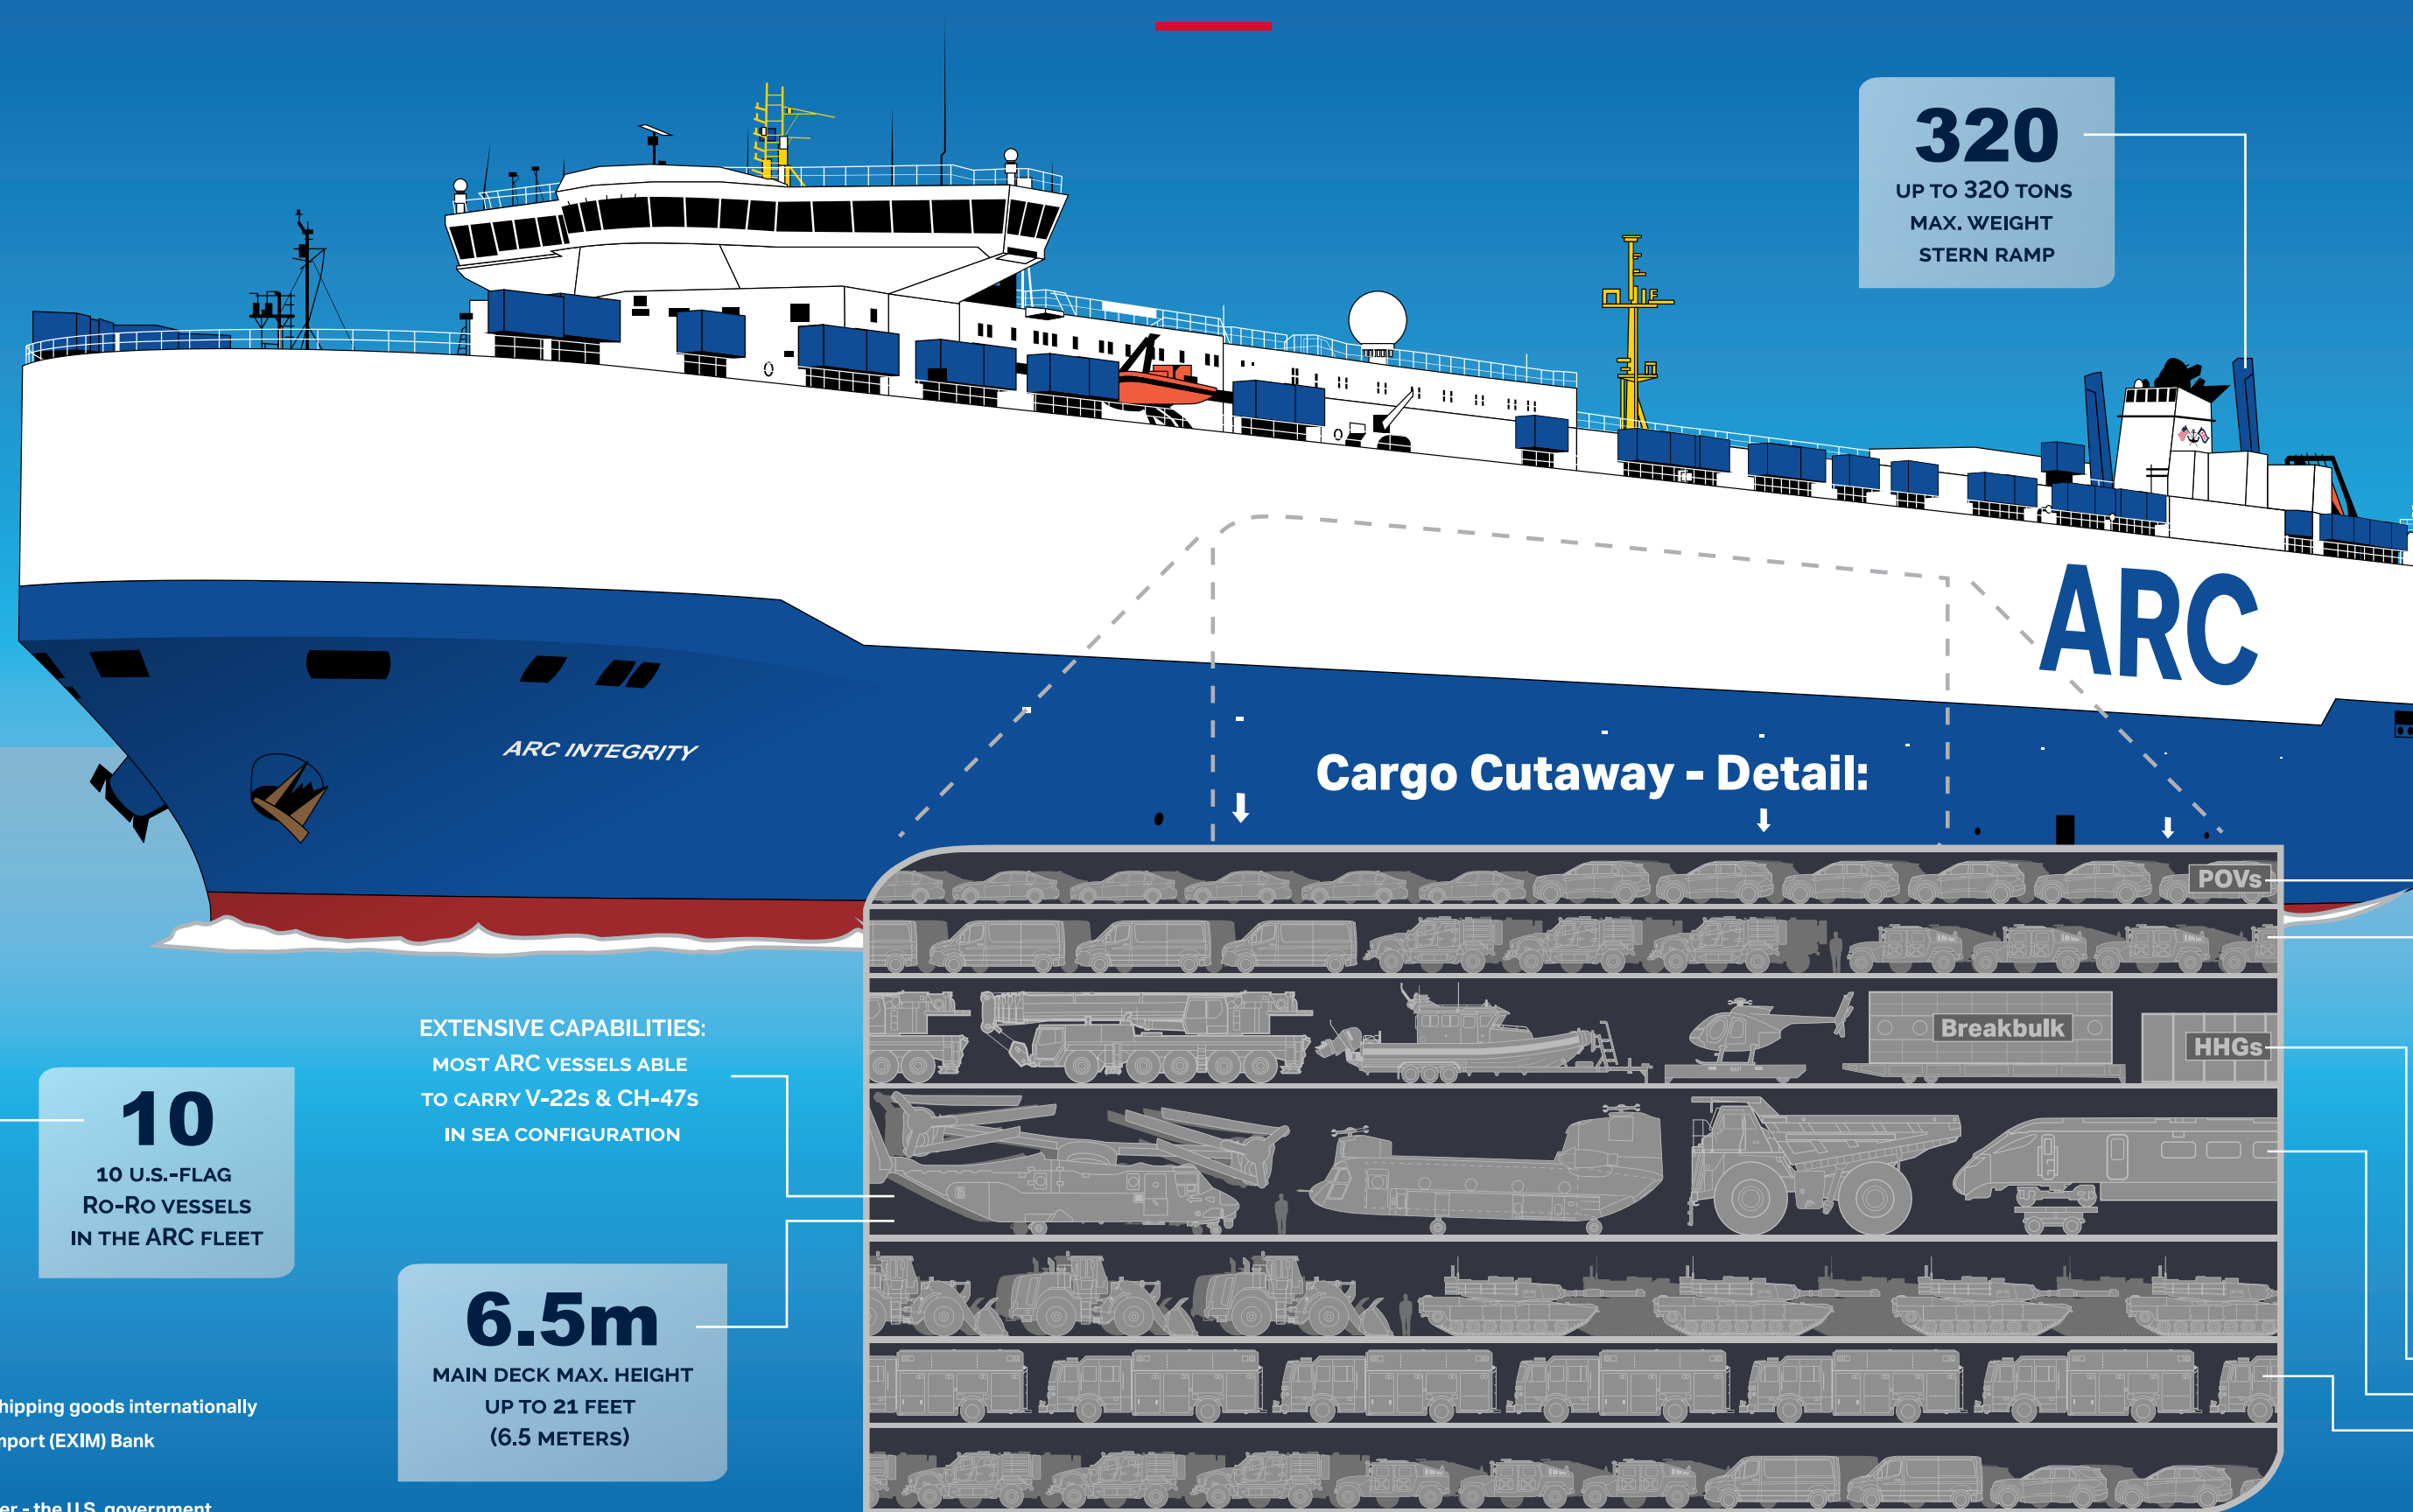 320
UP TO 320 TONS
MAX. WEIGHT
STERN RAMP
ARC
ARC INTEGRITY
Cargo Cutaway - Detail:
POVs
Breakbulk
HHGs
EXTENSIVE CAPABILITIES:
MOST ARC VESSELS ABLE
TO CARRY V-22S & CH-47S
IN SEA CONFIGURATION
10
10 U.S.-FLAG
RO-RO VESSELS
IN THE ARC FLEET
6.5m
MAIN DECK MAX. HEIGHT
UP TO 21 FEET
(6.5 METERS)
goods internationally
(EXIM) Bank
- the U.S. government